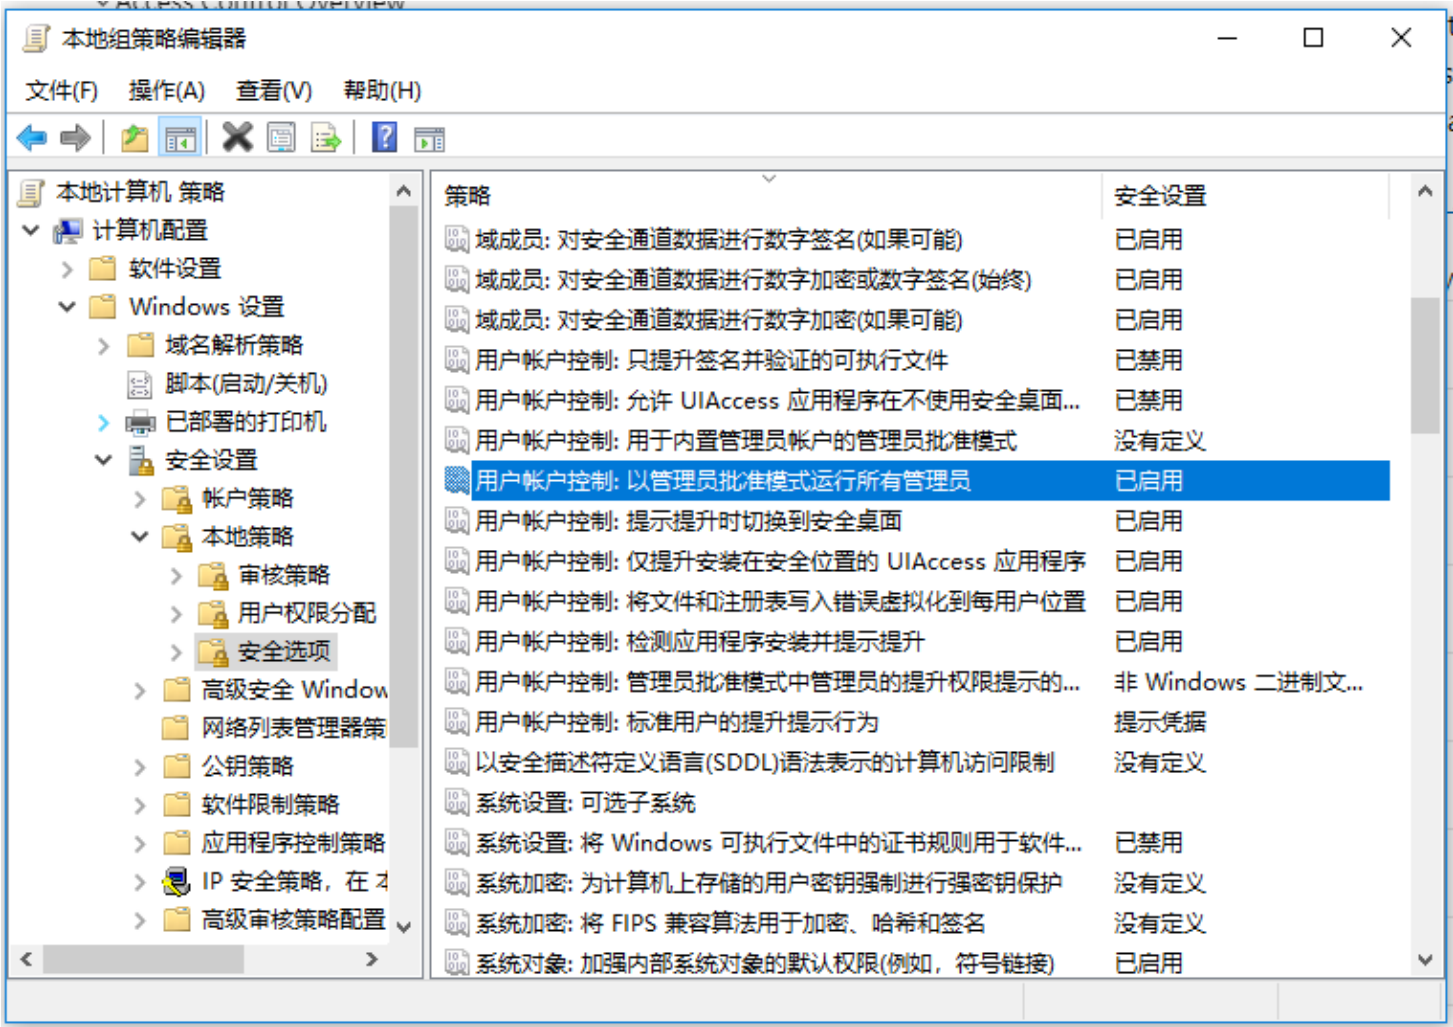 Access Control Overview
本地组策略编辑器
文件(F) 操作(A) 查看(V) 帮助(H)
本地计算机 策略
计算机配置
软件设置
Windows 设置
域名解析策略
脚本(启动/关机)
已部署的打印机
安全设置
帐户策略
本地策略
审核策略
用户权限分配
安全选项
高级安全 Window
网络列表管理器策
公钥策略
软件限制策略
应用程序控制策略
IP 安全策略，在 本
高级审核策略配置
策略 安全设置
域成员: 对安全通道数据进行数字签名(如果可能) 已启用
域成员: 对安全通道数据进行数字加密或数字签名(始终) 已启用
域成员: 对安全通道数据进行数字加密(如果可能) 已启用
用户帐户控制: 只提升签名并验证的可执行文件 已禁用
用户帐户控制: 允许 UIAccess 应用程序在不使用安全桌面... 已禁用
用户帐户控制: 用于内置管理员帐户的管理员批准模式 没有定义
用户帐户控制: 以管理员批准模式运行所有管理员 已启用
用户帐户控制: 提示提升时切换到安全桌面 已启用
用户帐户控制: 仅提升安装在安全位置的 UIAccess 应用程序 已启用
用户帐户控制: 将文件和注册表写入错误虚拟化到每用户位置 已启用
用户帐户控制: 检测应用程序安装并提示提升 已启用
用户帐户控制: 管理员批准模式中管理员的提升权限提示的... 非 Windows 二进制文...
用户帐户控制: 标准用户的提升提示行为 提示凭据
以安全描述符定义语言(SDDL)语法表示的计算机访问限制 没有定义
系统设置: 可选子系统
系统设置: 将 Windows 可执行文件中的证书规则用于软件... 已禁用
系统加密: 为计算机上存储的用户密钥强制进行强密钥保护 没有定义
系统加密: 将 FIPS 兼容算法用于加密、哈希和签名 没有定义
系统对象: 加强内部系统对象的默认权限(例如，符号链接) 已启用